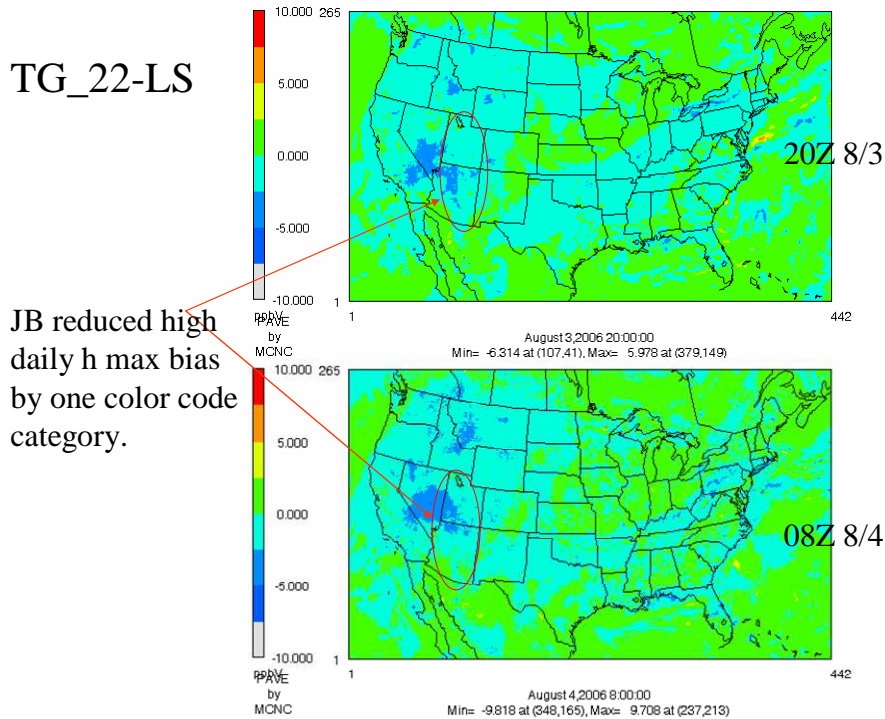 TG_22-LS
10.000
5.000
0.000
-5.000
-10.000
ppbV
PAVE
by
MCNC
265
1
1
442
20Z 8/3
August 3,2006 20:00:00
Min= -6.314 at (107,41), Max= 5.978 at (379,149)
JB reduced high
daily h max bias
by one color code
category.
10.000
5.000
0.000
-5.000
-10.000
ppbV
PAVE
by
MCNC
265
1
1
442
08Z 8/4
August 4,2006 8:00:00
Min= -9.818 at (348,165), Max= 9.708 at (237,213)